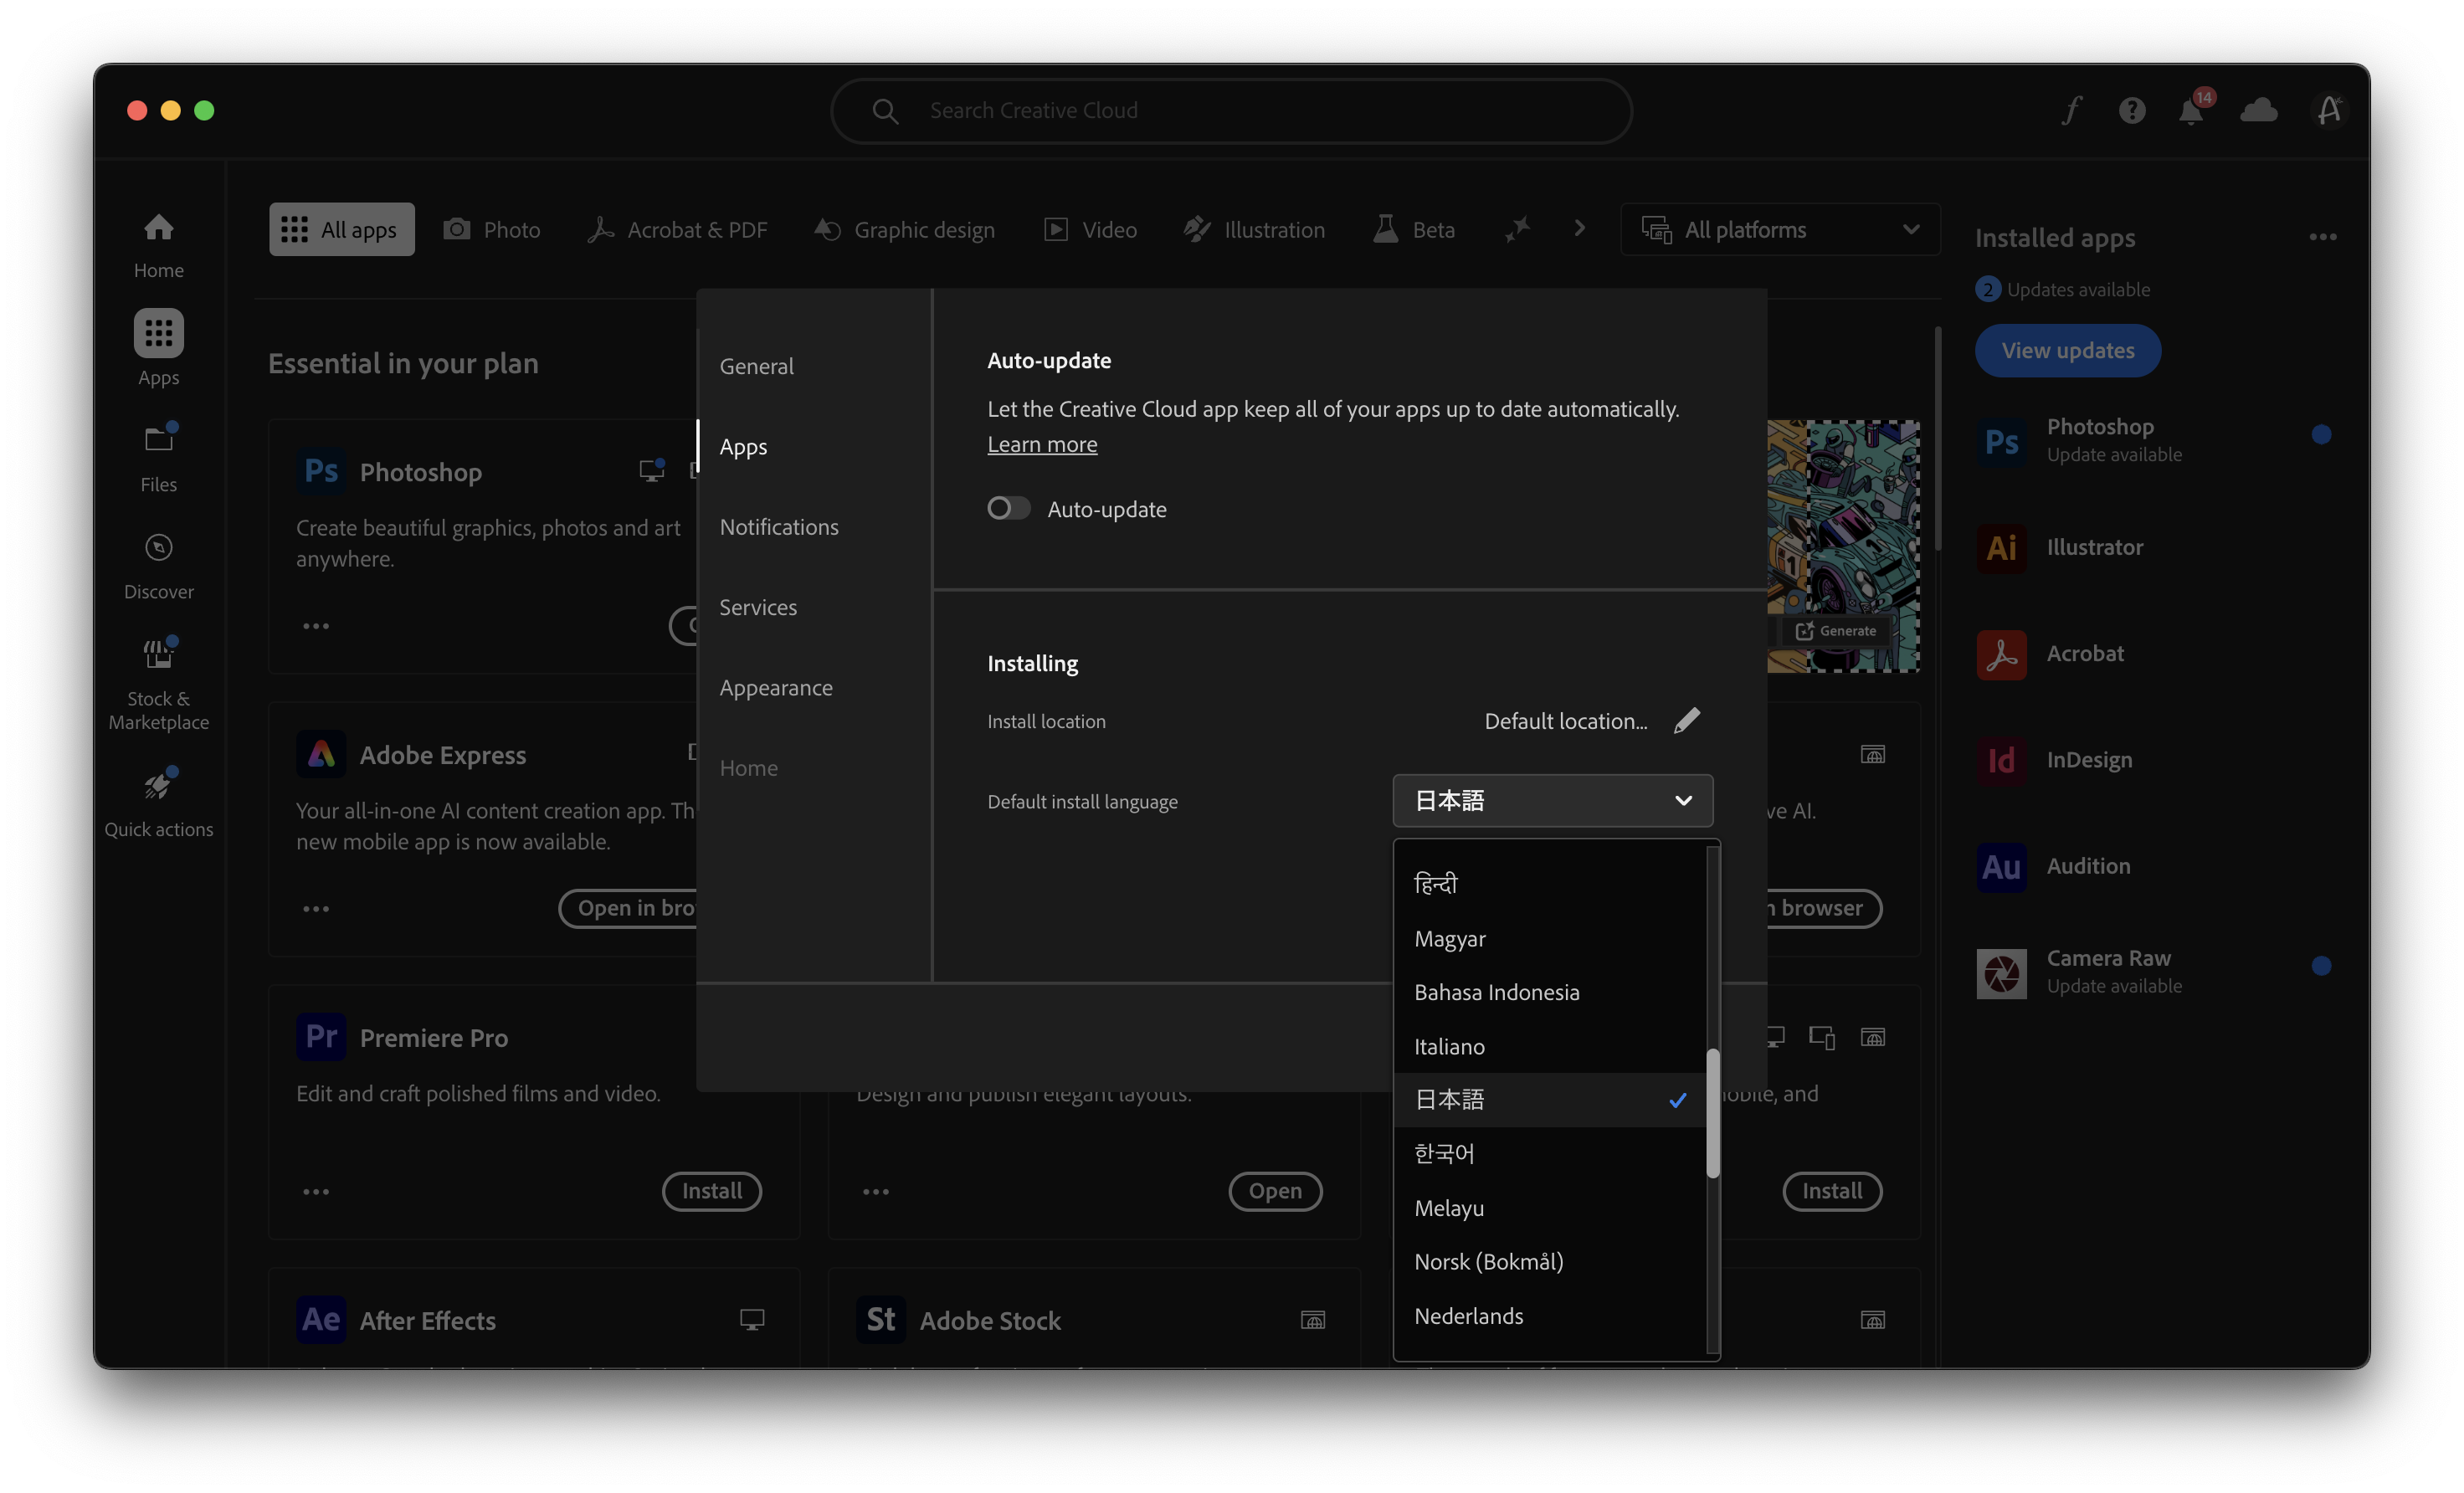 Search Creative Cloud
14
Home
Apps
Files
Discover
Stock &
Marketplace
Quick actions
All apps
Photo
Acrobat & PDF
Graphic design
Video
Illustration
Beta
All platforms
Essential in your plan
Ps
Photoshop
Create beautiful graphics, photos and art
anywhere.
Adobe Express
Your all-in-one AI content creation app. Th
new mobile app is now available.
Open in bro
Pr
Premiere Pro
Edit and craft polished films and video.
Install
Ae
After Effects
General
Apps
Notifications
Services
Appearance
Home
Auto-update
Let the Creative Cloud app keep all of your apps up to date automatically.
Learn more
Auto-update
Installing
Install location
Default location...
Default install language
日本語
हिन्दी
Magyar
Bahasa Indonesia
Italiano
日本語
한국어
Melayu
Norsk (Bokmål)
Nederlands
Design and publish elegant layouts.
Open
St
Adobe Stock
Generate
ve AI.
n browser
obile, and
Install
Installed apps
2 Updates available
View updates
Ps
Photoshop
Update available
Ai
Illustrator
Acrobat
Id
InDesign
Au
Audition
Camera Raw
Update available